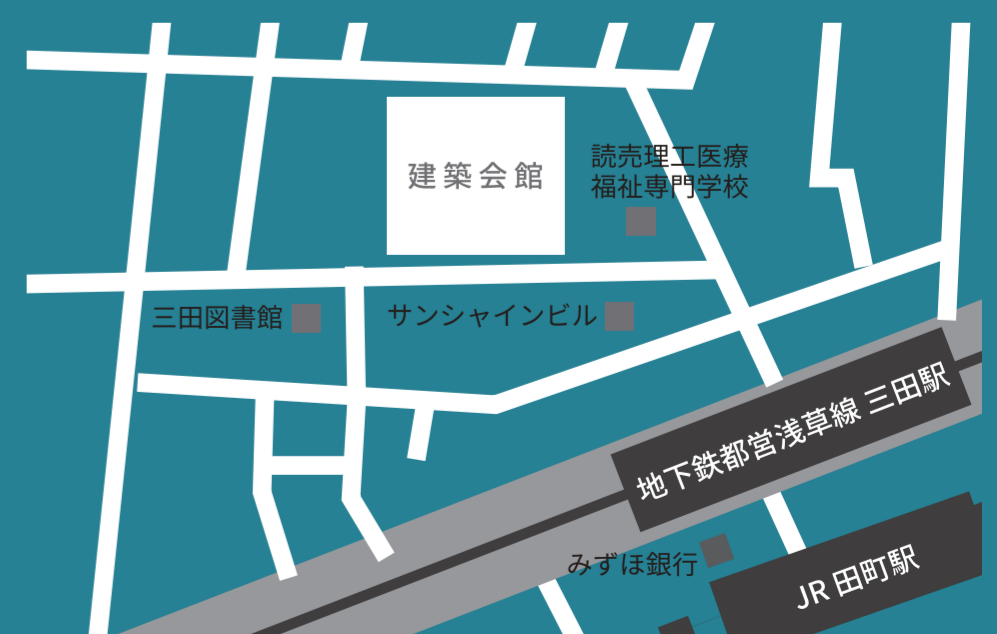 建築会館
読売理工医療
福祉専門学校
三田図書館
サンシャインビル
地下鉄都営浅草線 三田駅
みずほ銀行
JR 田町駅